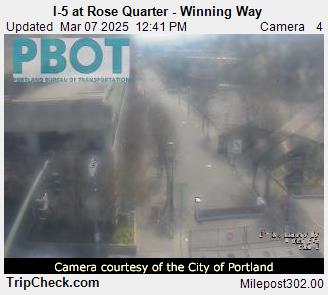 I-5 at Rose Quarter - Winning Way
Updated Mar 07 2025 12:41 PM Camera 4
PBOT
PORTLAND BUREAU OF TRANSPORTATION
Camera courtesy of the City of Portland
TripCheck.com Milepost302.00